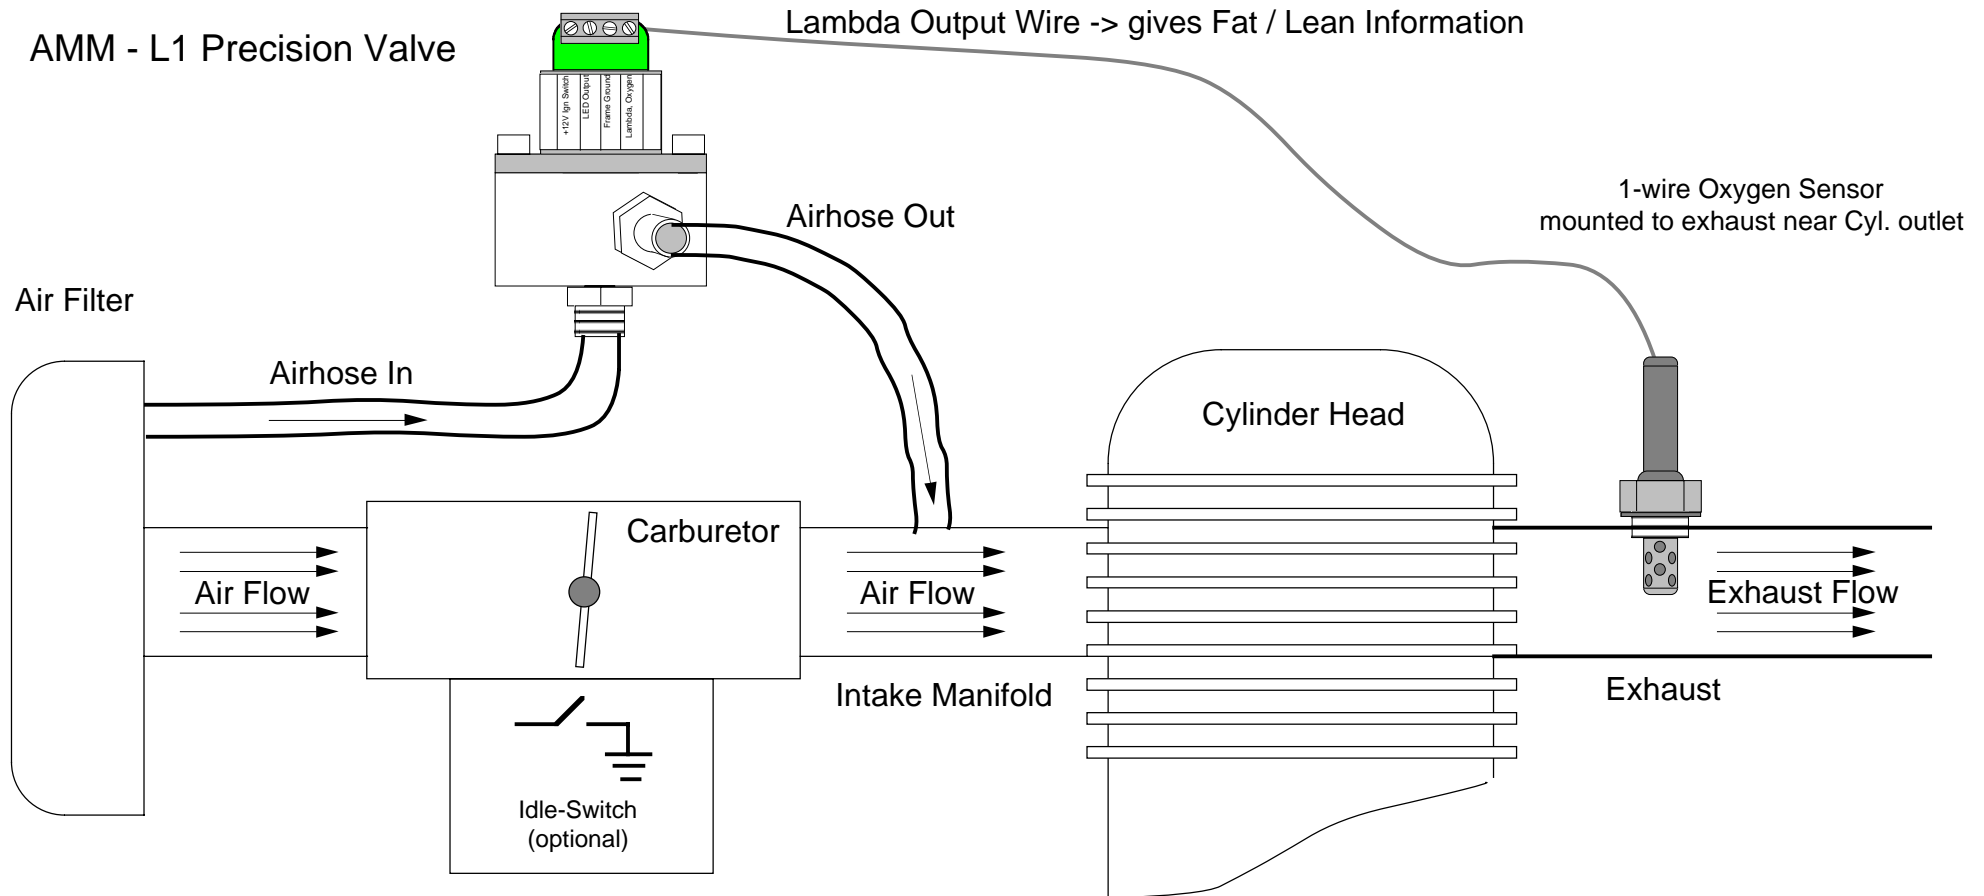 Lambda Output Wire -> gives Fat / Lean Information
AMM - L1 Precision Valve
+12V Ign Switch
LED Output
Frame Ground
Lambda, Oxygen
1-wire Oxygen Sensor
mounted to exhaust near Cyl. outlet
Airhose Out
Air Filter
Airhose In
Cylinder Head
Carburetor
Air Flow
Air Flow
Exhaust Flow
Intake Manifold
Exhaust
Idle-Switch
(optional)